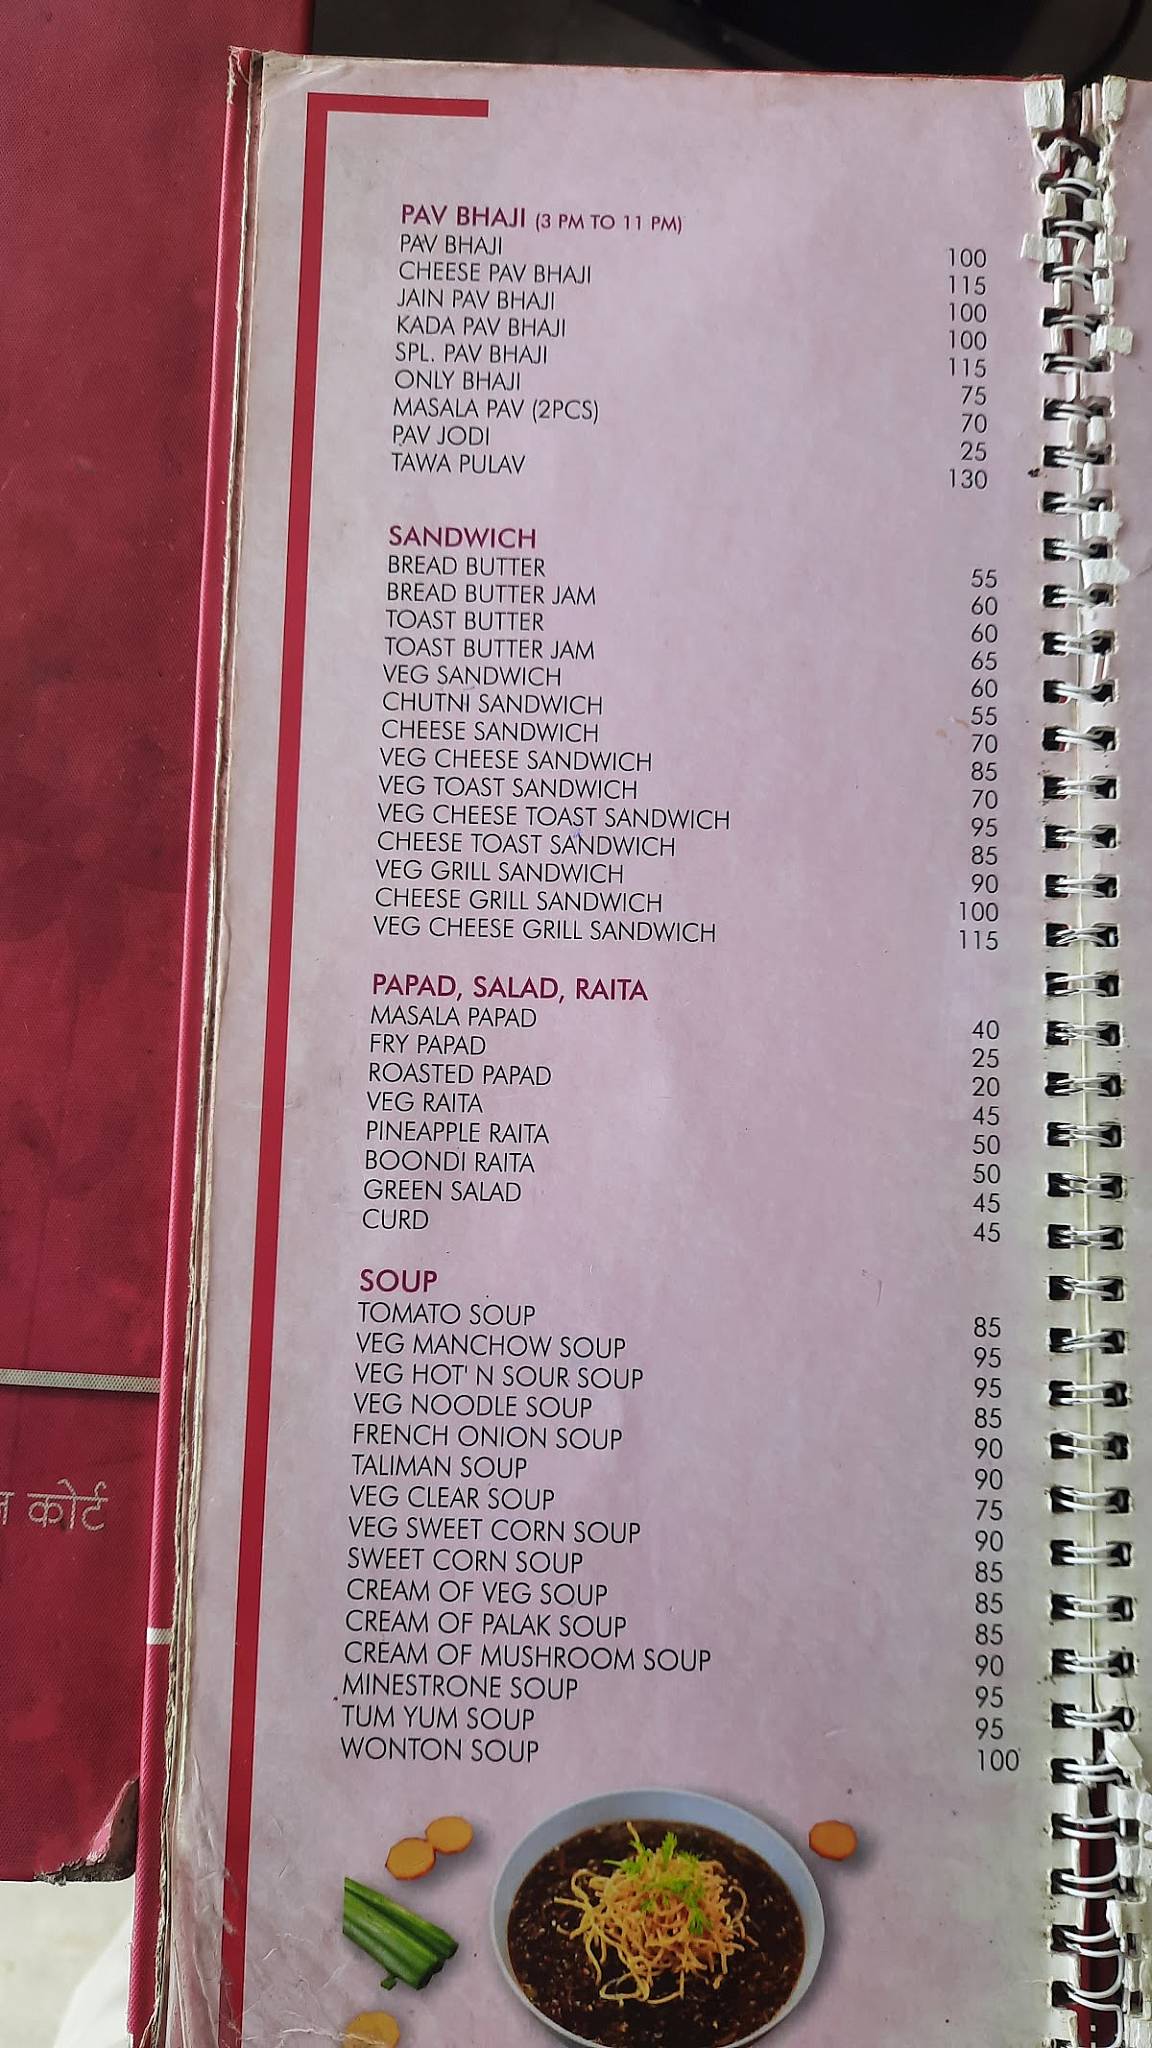 PAV BHAJI (3 PM TO 11 PM)
PAV BHAJI 100
CHEESE PAV BHAJI 115
JAIN PAV BHAJI 100
KADA PAV BHAJI 100
SPL. PAV BHAJI 115
ONLY BHAJI 75
MASALA PAV (2PCS) 70
PAV JODI 25
TAWA PULAV 130
SANDWICH
BREAD BUTTER 55
BREAD BUTTER JAM 60
TOAST BUTTER 60
TOAST BUTTER JAM 65
VEG SANDWICH 60
CHUTNI SANDWICH 55
CHEESE SANDWICH 70
VEG CHEESE SANDWICH 85
VEG TOAST SANDWICH 70
VEG CHEESE TOAST SANDWICH 95
CHEESE TOAST SANDWICH 85
VEG GRILL SANDWICH 90
CHEESE GRILL SANDWICH 100
VEG CHEESE GRILL SANDWICH 115
PAPAD, SALAD, RAITA
MASALA PAPAD 40
FRY PAPAD 25
ROASTED PAPAD 20
VEG RAITA 45
PINEAPPLE RAITA 50
BOONDI RAITA 50
GREEN SALAD 45
CURD 45
SOUP
TOMATO SOUP 85
VEG MANCHOW SOUP 95
VEG HOT' N SOUR SOUP 95
VEG NOODLE SOUP 85
FRENCH ONION SOUP 90
TALIMAN SOUP 90
VEG CLEAR SOUP 75
VEG SWEET CORN SOUP 90
SWEET CORN SOUP 85
CREAM OF VEG SOUP 85
CREAM OF PALAK SOUP 85
CREAM OF MUSHROOM SOUP 90
MINESTRONE SOUP 95
TUM YUM SOUP 95
WONTON SOUP 100
कोर्ट